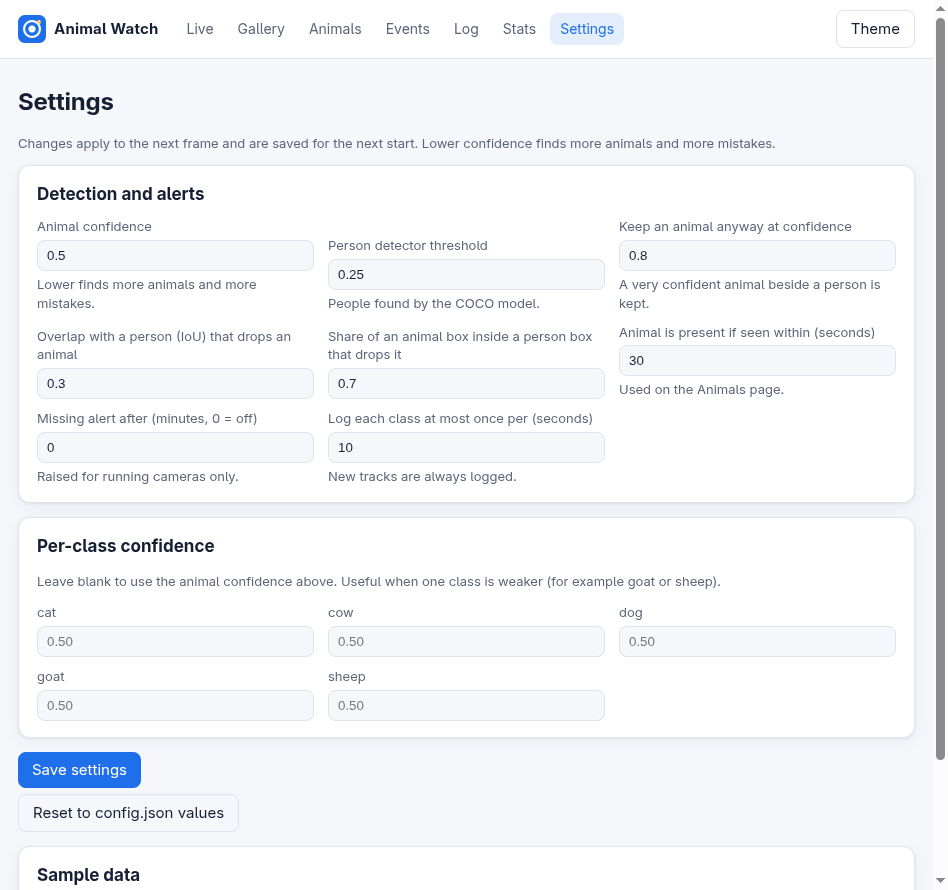 Animal Watch
Live
Gallery
Animals
Events
Log
Stats
Settings
Theme
Settings
Changes apply to the next frame and are saved for the next start. Lower confidence finds more animals and more mistakes.
Detection and alerts
Animal confidence
0.5
Lower finds more animals and more
mistakes.
Person detector threshold
0.25
People found by the COCO model.
Keep an animal anyway at confidence
0.8
A very confident animal beside a person is
kept.
Overlap with a person (IoU) that drops an
animal
0.3
Share of an animal box inside a person box
that drops it
0.7
Animal is present if seen within (seconds)
30
Used on the Animals page.
Missing alert after (minutes, 0 = off)
0
Raised for running cameras only.
Log each class at most once per (seconds)
10
New tracks are always logged.
Per-class confidence
Leave blank to use the animal confidence above. Useful when one class is weaker (for example goat or sheep).
cat
0.50
cow
0.50
dog
0.50
goat
0.50
sheep
0.50
Save settings
Reset to config.json values
Sample data